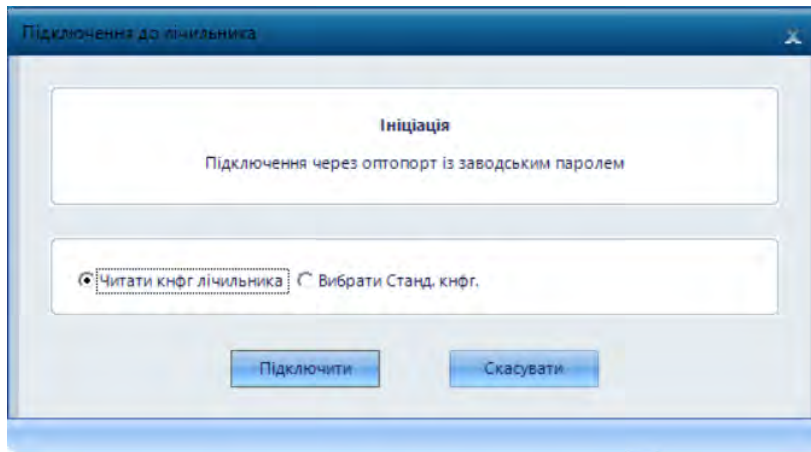 Підключення до лічильника
Ініціація
Підключення через оптопорт із заводським паролем
Читати кнфг лічильника Вибрати Станд. кнфг.
Підключити Скасувати